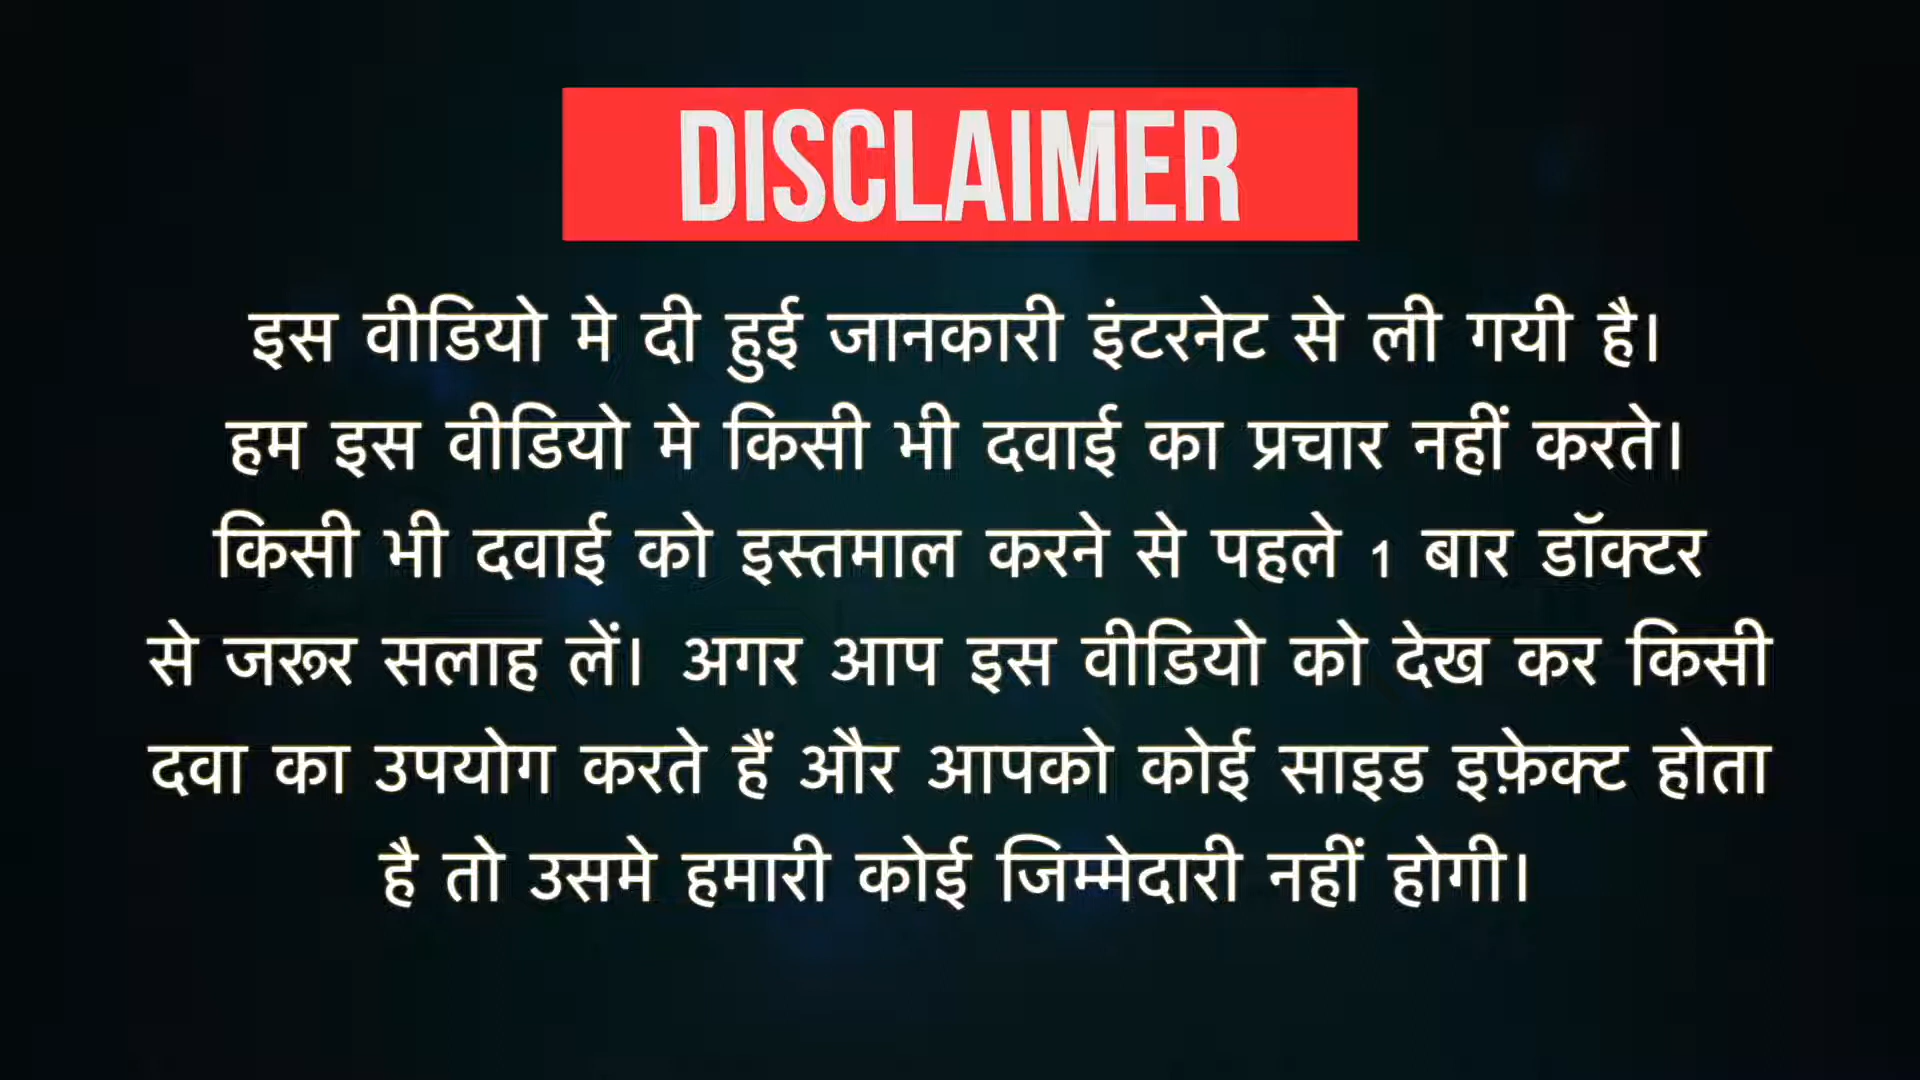 DISCLAIMER
इस वीडियो मे दी हुई जानकारी इंटरनेट से ली गयी है।
हम इस वीडियो मे किसी भी दवाई का प्रचार नहीं करते।
किसी भी दवाई को इस्तमाल करने से पहले 1 बार डॉक्टर
से जरूर सलाह लें। अगर आप इस वीडियो को देख कर किसी
दवा का उपयोग करते हैं और आपको कोई साइड इफ़ेक्ट होता
है तो उसमे हमारी कोई जिम्मेदारी नहीं होगी।